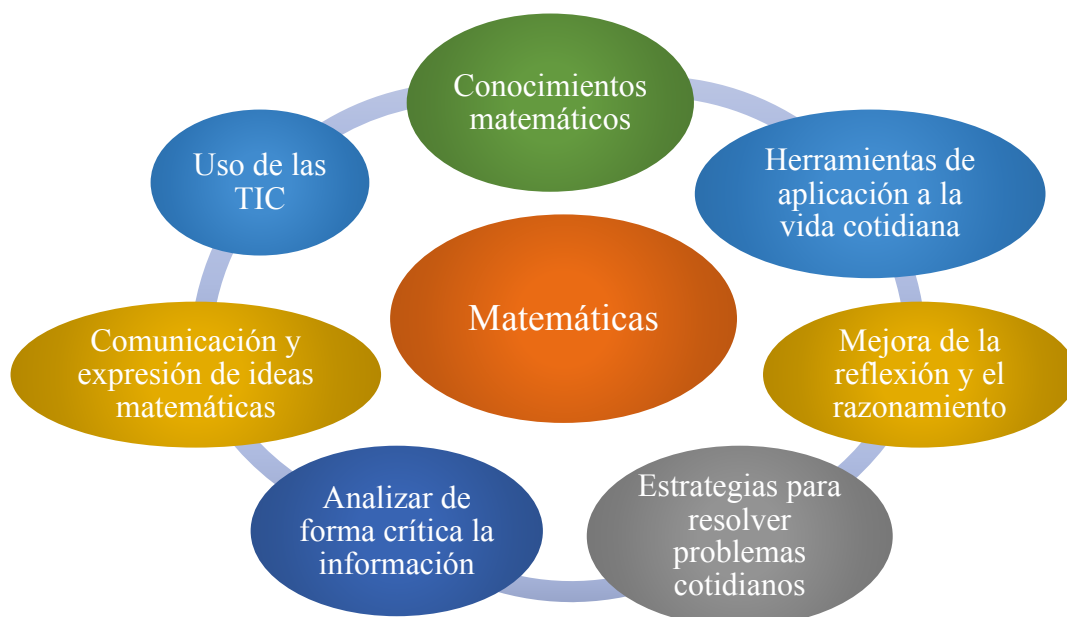 Conocimientos
matemáticos
Herramientas de
aplicación a la
vida cotidiana
Mejora de la
reflexión y el
razonamiento
Estrategias para
resolver
problemas
cotidianos
Analizar de
forma crítica la
información
Comunicación y
expresión de ideas
matemáticas
Uso de las
TIC
Matemáticas